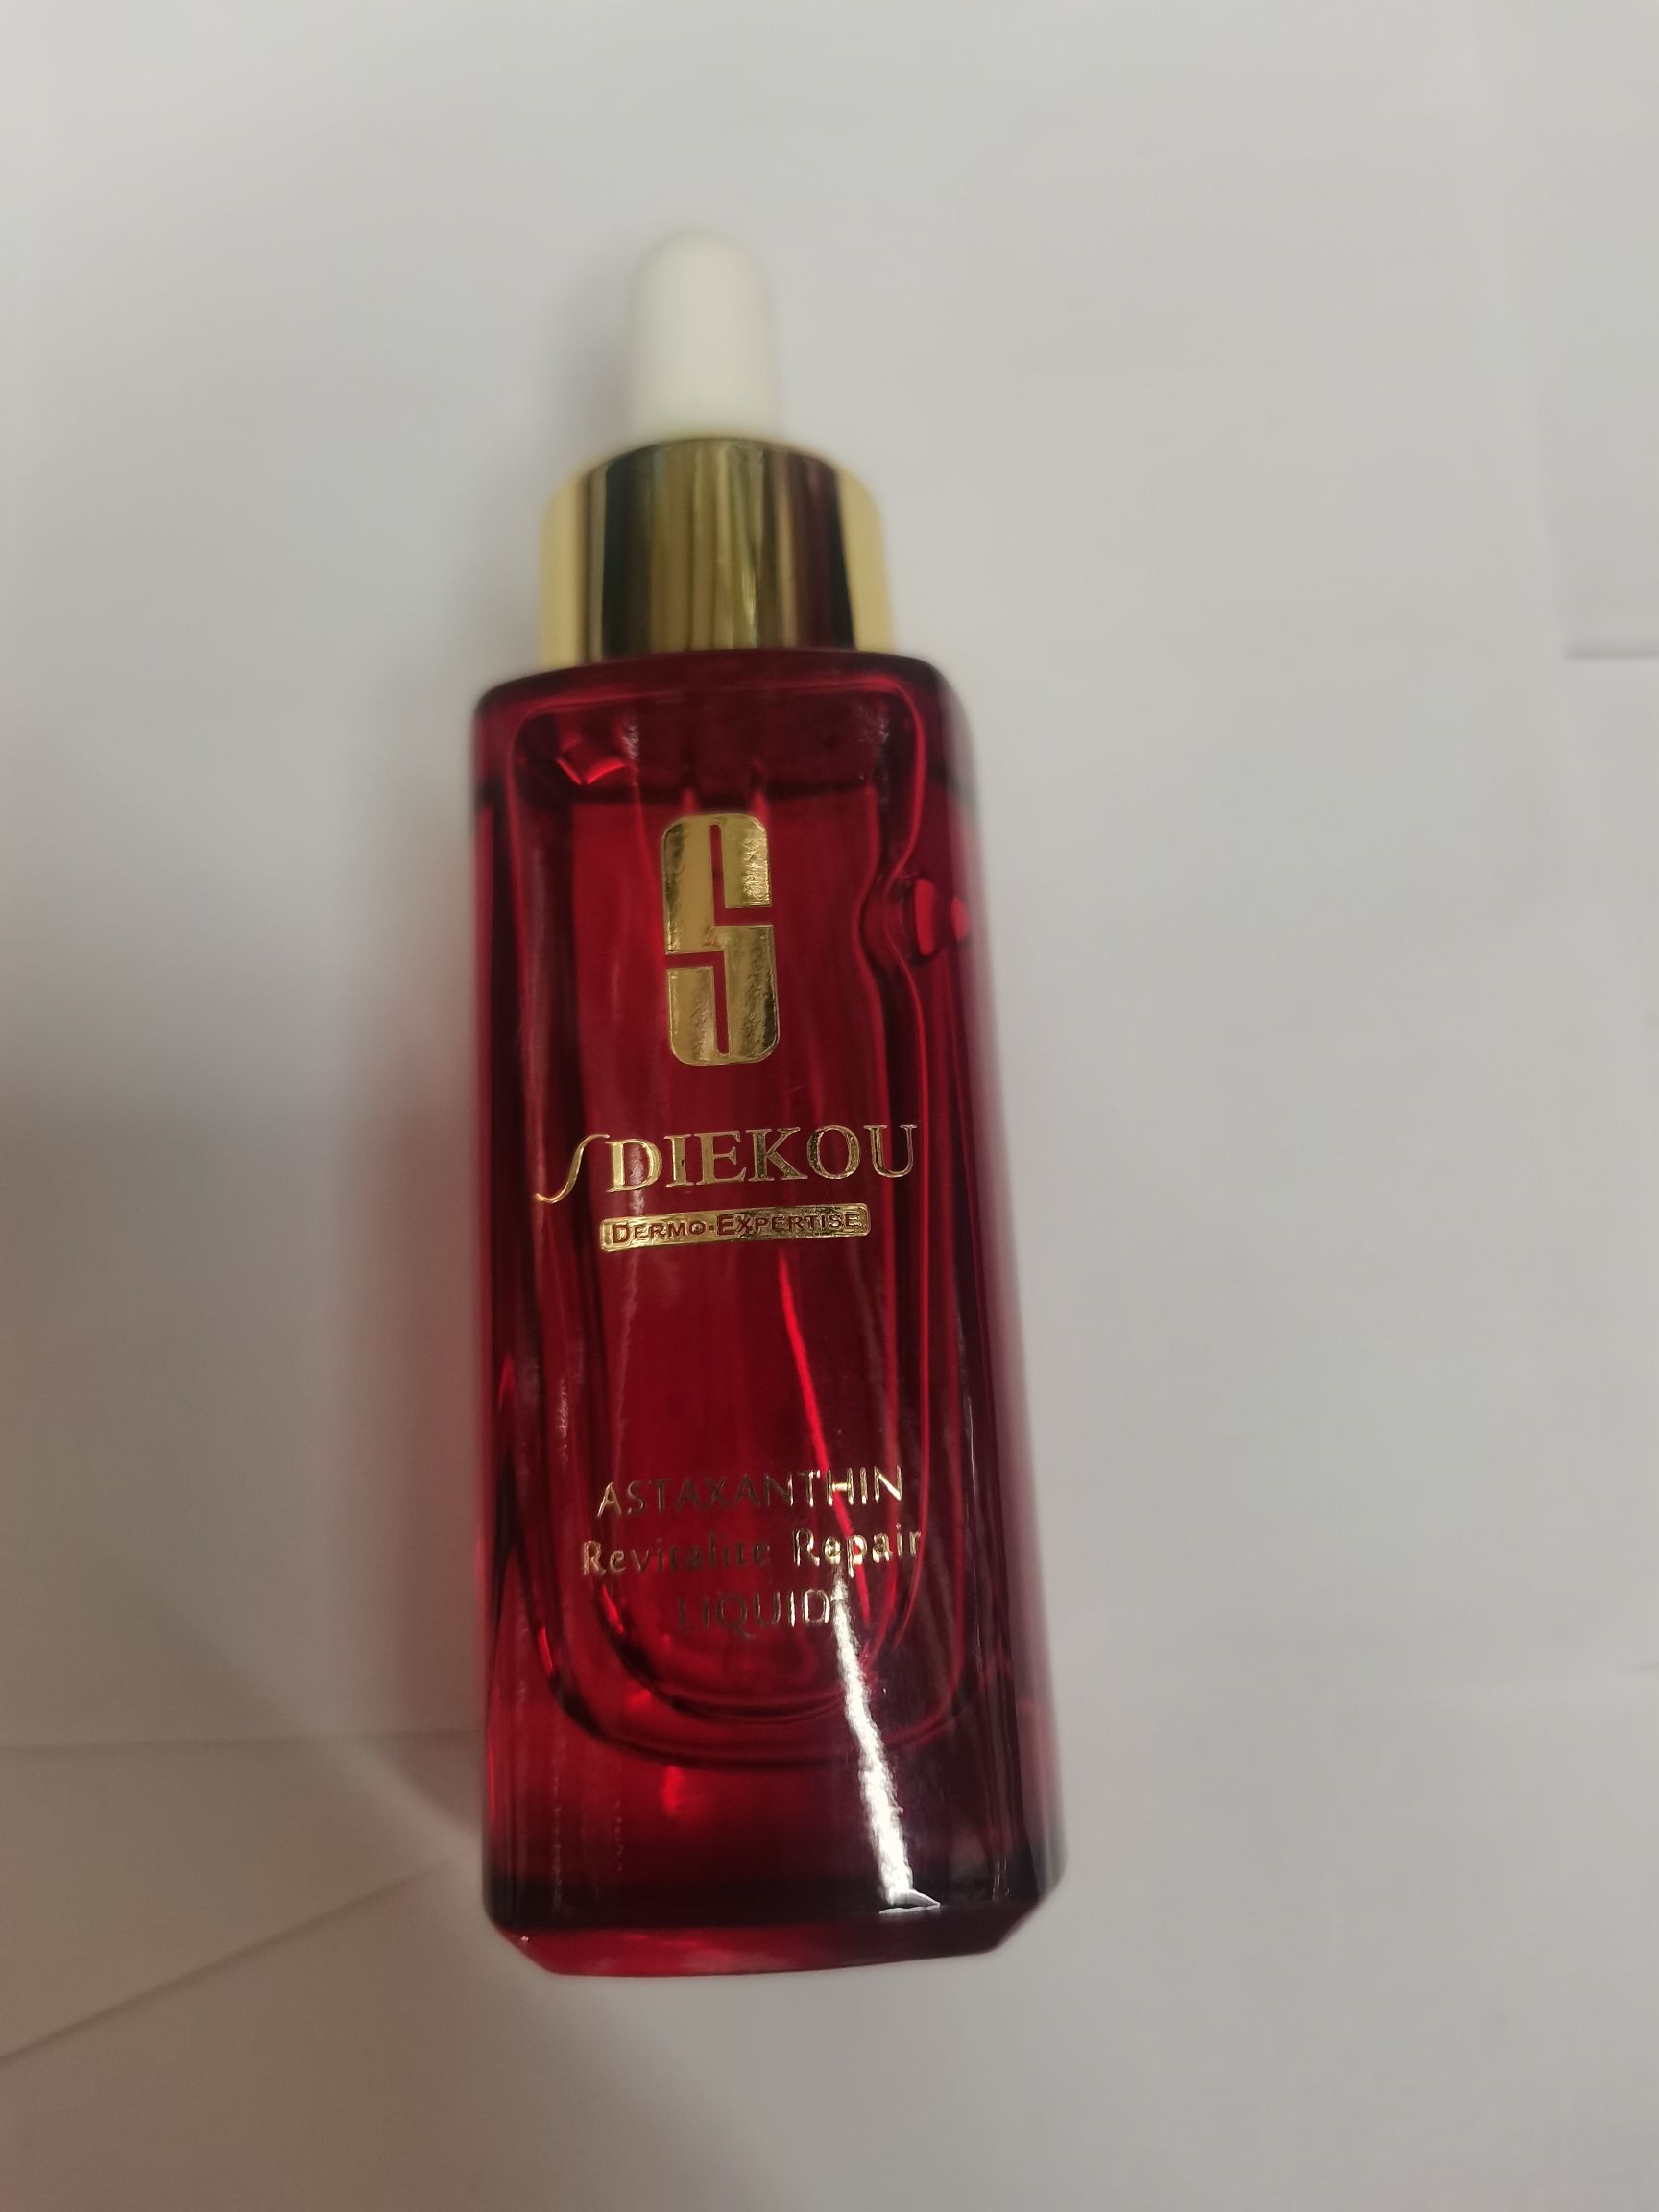 S
SDIEKOU
DERMO-EXPERTISE
ASTAXANTHIN
Revitalite Repair
LIQUID